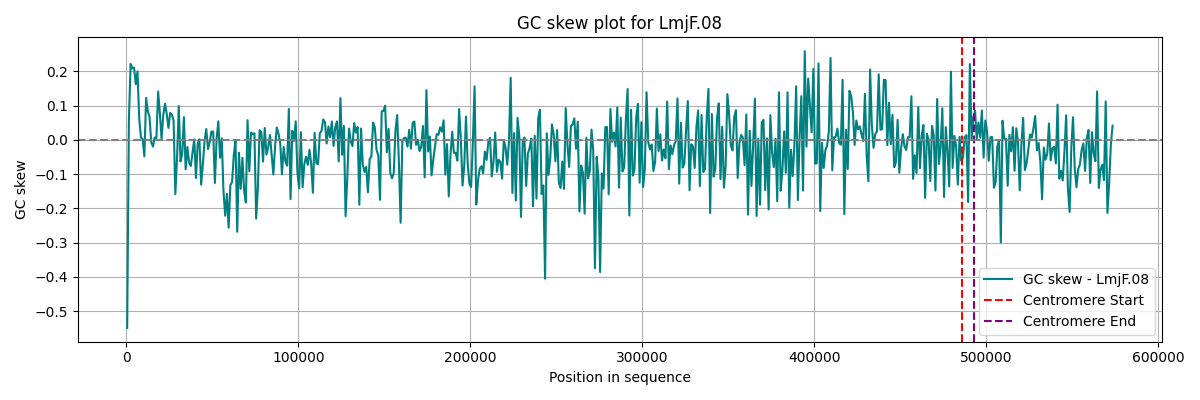 GC skew plot for LmjF.08
GC skew
0.2
0.1
0.0
−0.1
−0.2
−0.3
−0.4
−0.5
GC skew - LmjF.08
Centromere Start
Centromere End
0 100000 200000 300000 400000 500000 600000
Position in sequence